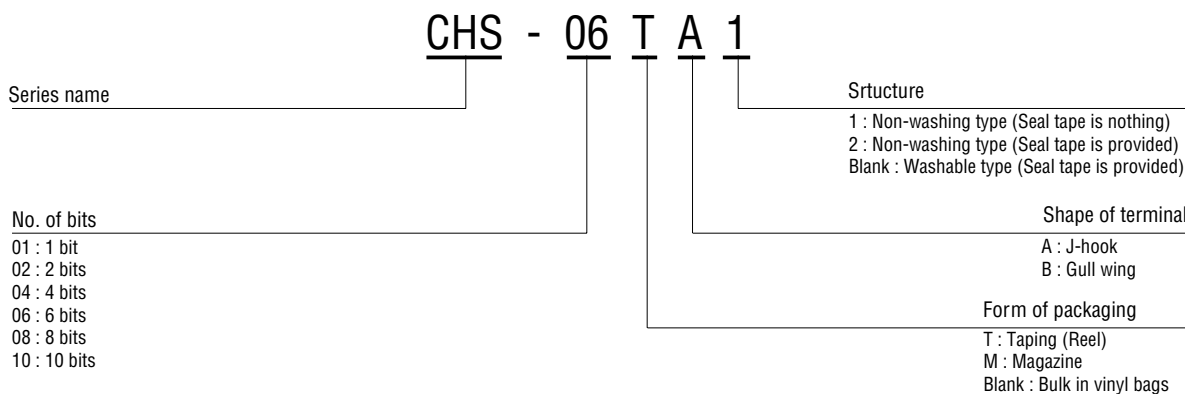 CHS - 06 T A 1
Series name
Srtucture
1 : Non-washing type (Seal tape is nothing)
2 : Non-washing type (Seal tape is provided)
Blank : Washable type (Seal tape is provided)
No. of bits
01 : 1 bit
02 : 2 bits
04 : 4 bits
06 : 6 bits
08 : 8 bits
10 : 10 bits
Shape of terminal
A : J-hook
B : Gull wing
Form of packaging
T : Taping (Reel)
M : Magazine
Blank : Bulk in vinyl bags